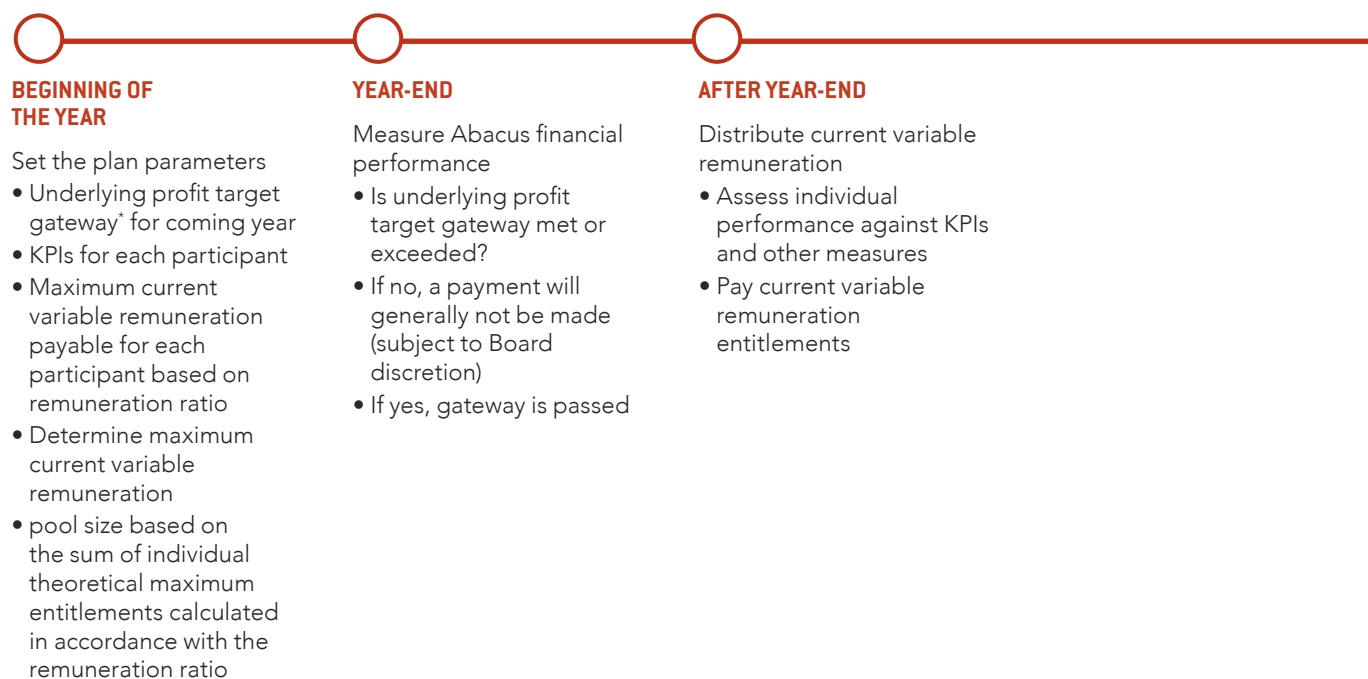 BEGINNING OF
THE YEAR
Set the plan parameters
• Underlying profit target
gateway* for coming year
• KPIs for each participant
• Maximum current
variable remuneration
payable for each
participant based on
remuneration ratio
• Determine maximum
current variable
remuneration
• pool size based on
the sum of individual
theoretical maximum
entitlements calculated
in accordance with the
remuneration ratio
YEAR-END
Measure Abacus financial
performance
• Is underlying profit
target gateway met or
exceeded?
• If no, a payment will
generally not be made
(subject to Board
discretion)
• If yes, gateway is passed
AFTER YEAR-END
Distribute current variable
remuneration
• Assess individual
performance against KPIs
and other measures
• Pay current variable
remuneration
entitlements